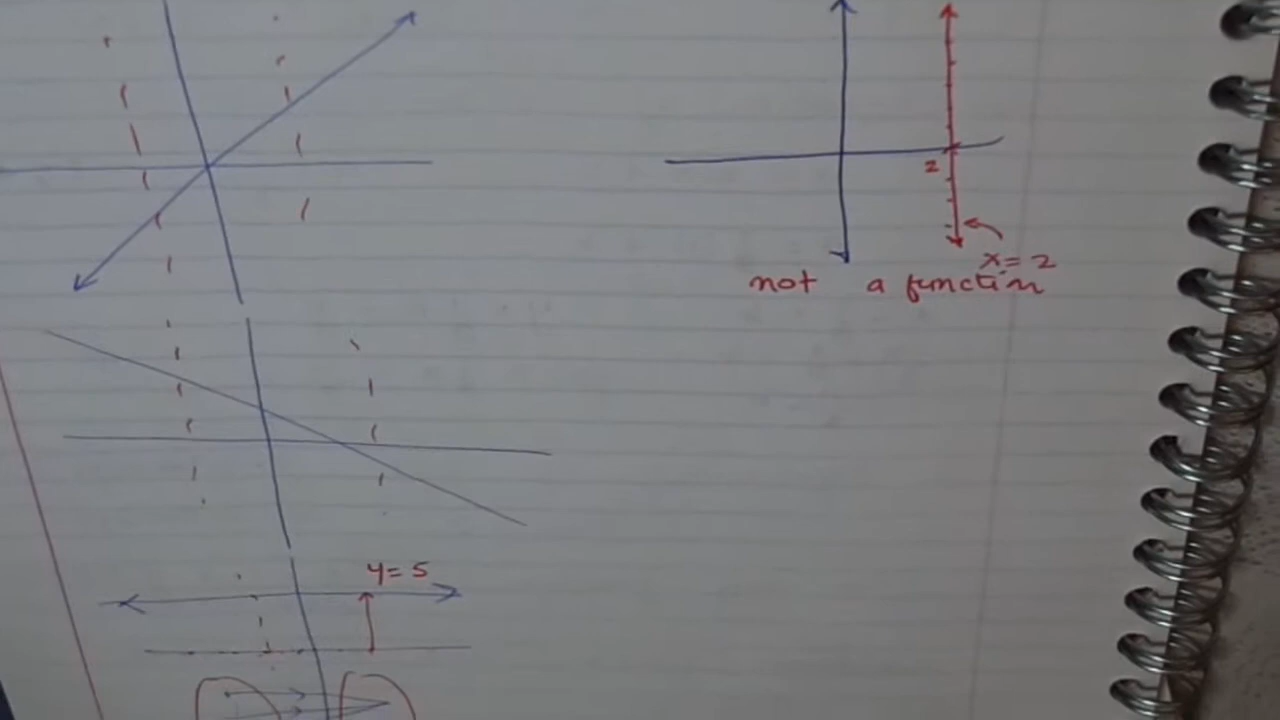 2
x = 2
not a function
y = 5